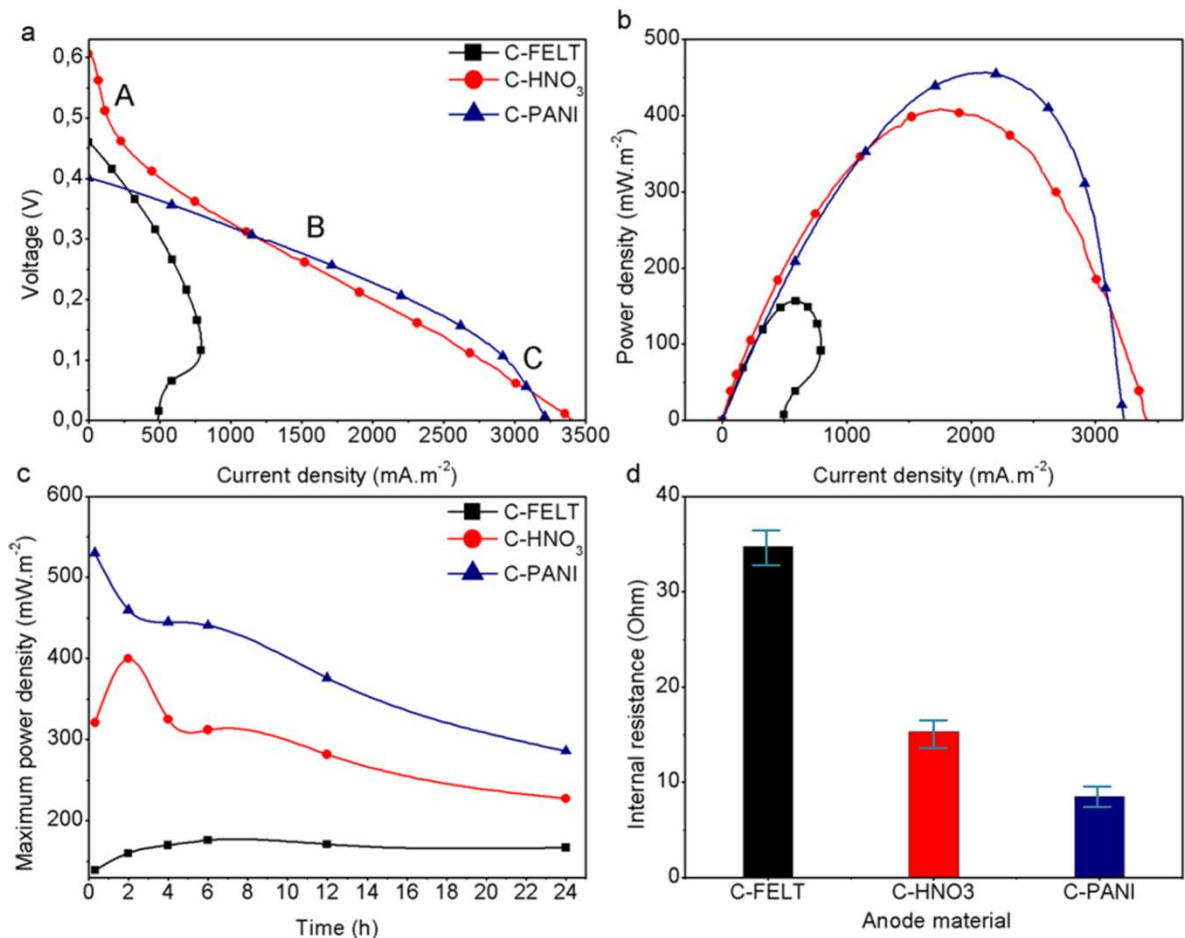 a
Voltage (V)
0,6
0,5
0,4
0,3
0,2
0,1
0,0
A
B
C
C-FELT
C-HNO3
C-PANI
0 500 1000 1500 2000 2500 3000 3500
Current density (mA.m-2)
b
Power density (mW.m-2)
500
400
300
200
100
0
0 1000 2000 3000
Current density (mA.m-2)
c
Maximum power density (mW.m-2)
600
500
400
300
200
C-FELT
C-HNO3
C-PANI
0 2 4 6 8 10 12 14 16 18 20 22 24
Time (h)
d
Internal resistance (Ohm)
40
30
20
10
0
C-FELT C-HNO3 C-PANI
Anode material